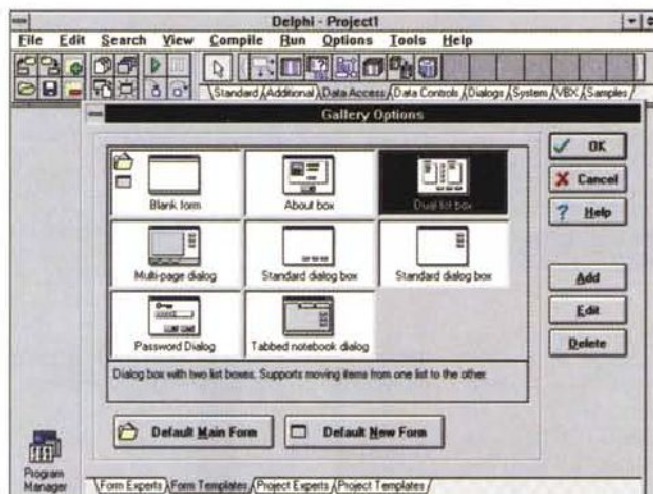 Delphi - Project1
File Edit Search View Compile Run Options Tools Help
Standard Additional Data Access Data Controls Dialogs System VBX Samples
Gallery Options
Blank form
About box
Dual list box
Multi-page dialog
Standard dialog box
Standard dialog box
Password Dialog
Tabbed notebook dialog
Dialog box with two list boxes. Supports moving items from one list to the other
OK
Cancel
Help
Add
Edit
Delete
Default Main Form
Default New Form
Program
Manager
Form Experts Form Templates Project Experts Project Templates